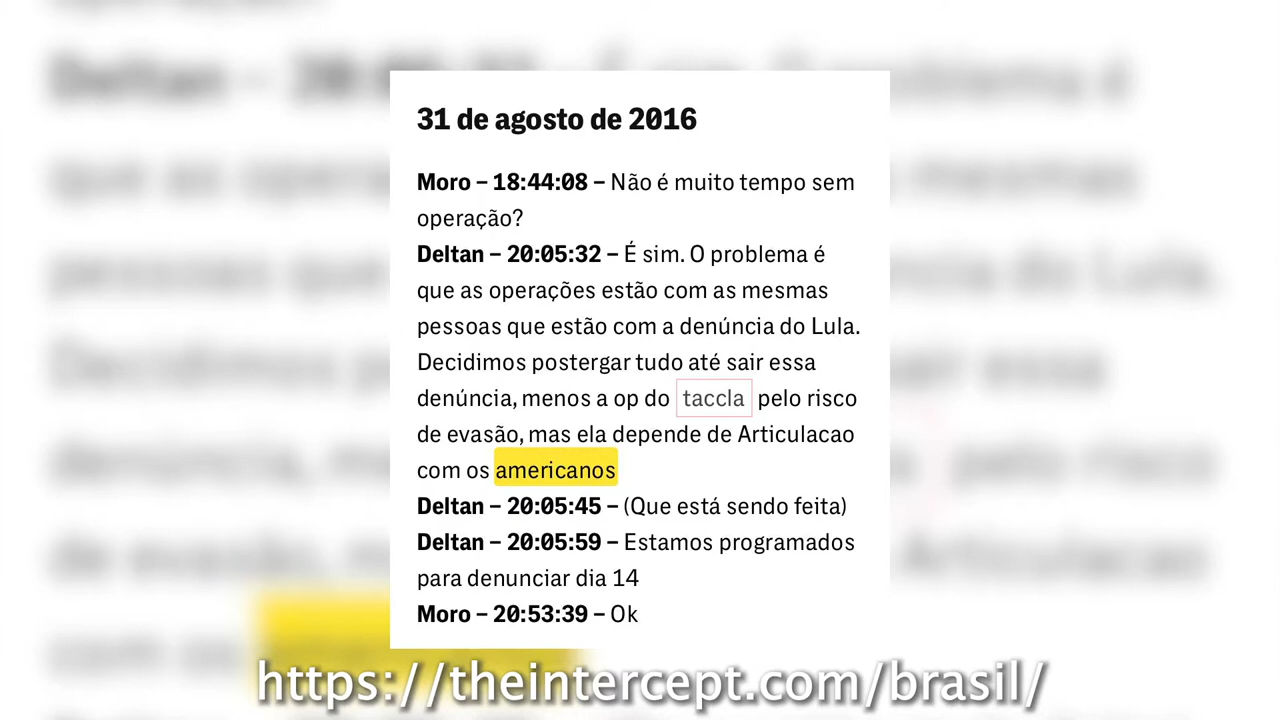 31 de agosto de 2016
Moro – 18:44:08 – Não é muito tempo sem
operação?
Deltan – 20:05:32 – É sim. O problema é
que as operações estão com as mesmas
pessoas que estão com a denúncia do Lula.
Decidimos postergar tudo até sair essa
denúncia, menos a op do taccla pelo risco
de evasão, mas ela depende de Articulacao
com os americanos
Deltan – 20:05:45 – (Que está sendo feita)
Deltan – 20:05:59 – Estamos programados
para denunciar dia 14
Moro – 20:53:39 – Ok
https://theintercept.com/brasil/